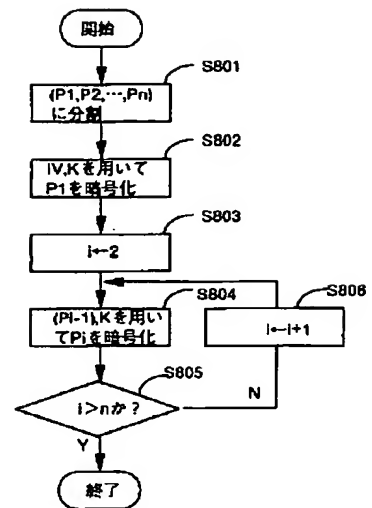 開始
S801
(P1,P2,…,Pn)
に分割
S802
IV,Kを用いて
P1を暗号化
S803
i←2
S804
(Pi-1),Kを用い
てPiを暗号化
S806
i←i+1
S805
i>nか?
N
Y
終了